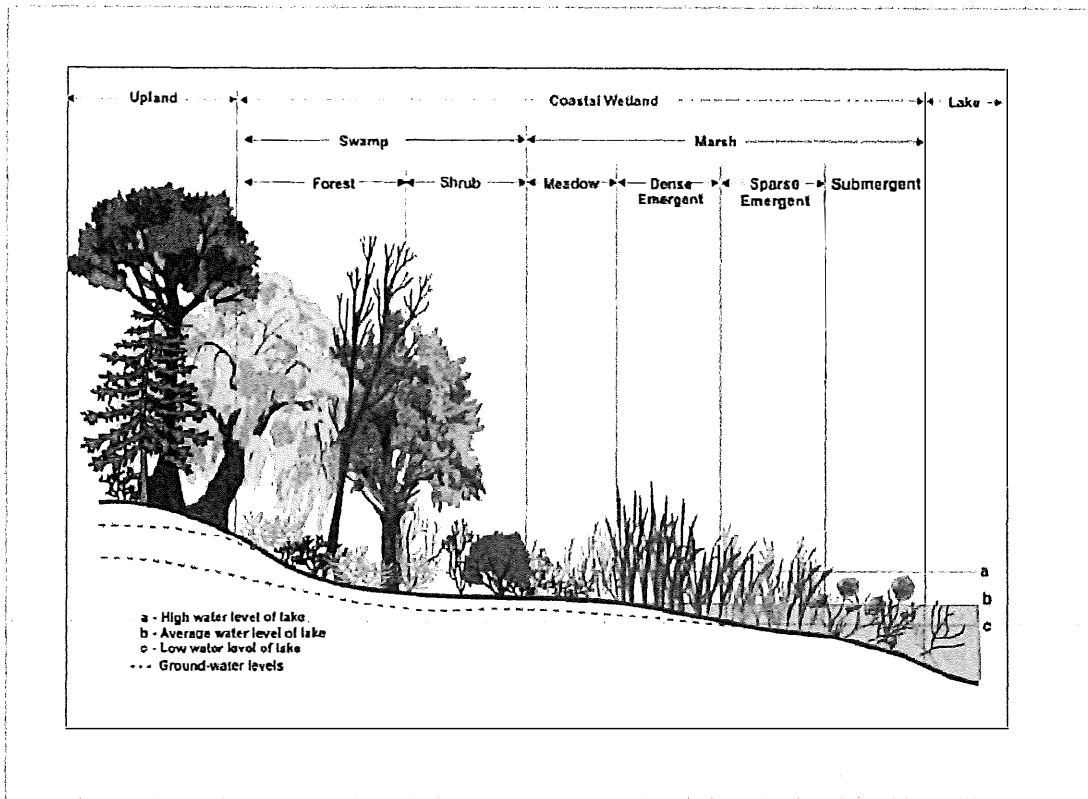 Upland
Coastal Wetland
Lake
Swamp
Marsh
Forest
Shrub
Meadow
Dense
Emergent
Sparse
Emergent
Submergent
a
b
c
a - High water level of lake
b - Average water level of lake
c - Low water level of lake
--- Ground-water levels